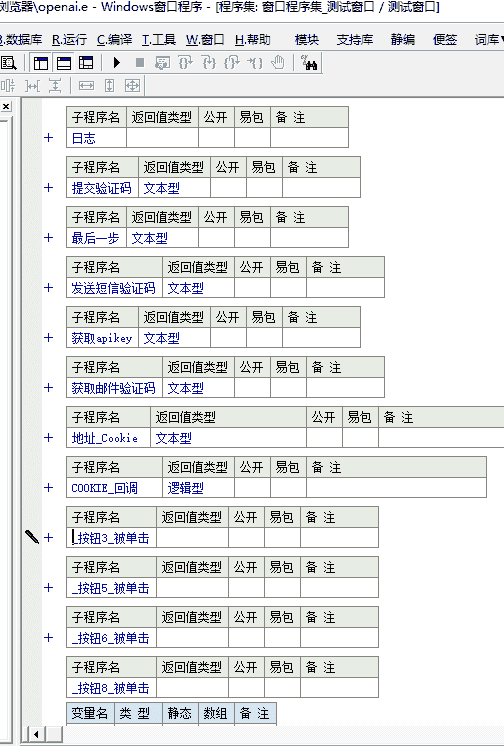 浏览器\openai.e - Windows窗口程序 - [程序集: 窗口程序集_测试窗口 / 测试窗口]
B.数据库 R.运行 C.编译 T.工具 W.窗口 H.帮助 模块 支持库 静编 便签 词库
子程序名 返回值类型 公开 易包 备 注
日志
子程序名 返回值类型 公开 易包 备 注
提交验证码 文本型
子程序名 返回值类型 公开 易包 备 注
最后一步 文本型
子程序名 返回值类型 公开 易包 备 注
发送短信验证码 文本型
子程序名 返回值类型 公开 易包 备 注
获取apikey 文本型
子程序名 返回值类型 公开 易包 备 注
获取邮件验证码 文本型
子程序名 返回值类型 公开 易包 备 注
地址_Cookie 文本型
子程序名 返回值类型 公开 易包 备 注
COOKIE_回调 逻辑型
子程序名 返回值类型 公开 易包 备 注
_按钮3_被单击
子程序名 返回值类型 公开 易包 备 注
_按钮5_被单击
子程序名 返回值类型 公开 易包 备 注
_按钮6_被单击
子程序名 返回值类型 公开 易包 备 注
_按钮8_被单击
变量名 类 型 静态 数组 备 注